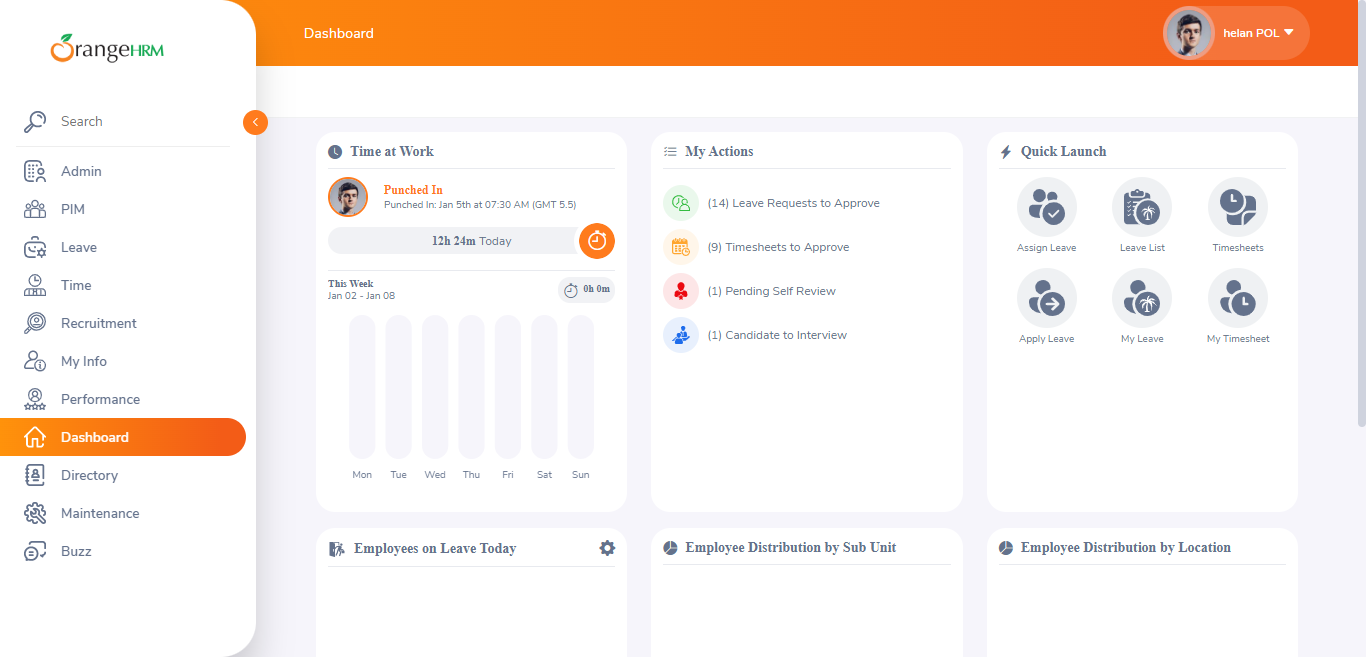 OrangeHRM
Search
Admin
PIM
Leave
Time
Recruitment
My Info
Performance
Dashboard
Directory
Maintenance
Buzz
Dashboard
helan POL
Time at Work
Punched In
Punched In: Jan 5th at 07:30 AM (GMT 5.5)
12h 24m Today
This Week
Jan 02 - Jan 08
0h 0m
Mon Tue Wed Thu Fri Sat Sun
My Actions
(14) Leave Requests to Approve
(9) Timesheets to Approve
(1) Pending Self Review
(1) Candidate to Interview
Quick Launch
Assign Leave Leave List Timesheets
Apply Leave My Leave My Timesheet
Employees on Leave Today
Employee Distribution by Sub Unit
Employee Distribution by Location